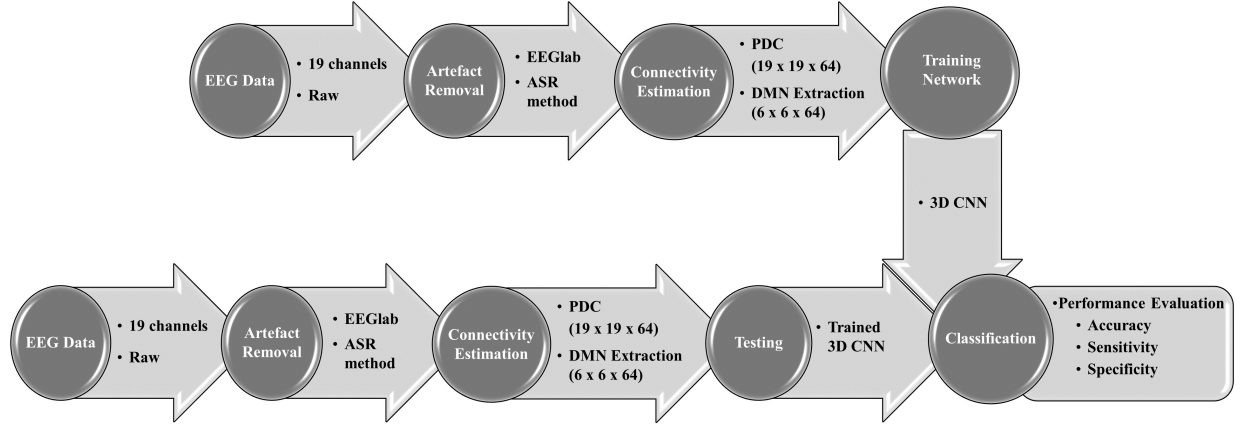 EEG Data
• 19 channels
• Raw
Artefact
Removal
• EEGlab
• ASR
method
Connectivity
Estimation
• PDC
(19 x 19 x 64)
• DMN Extraction
(6 x 6 x 64)
Training
Network
• 3D CNN
EEG Data
• 19 channels
• Raw
Artefact
Removal
• EEGlab
• ASR
method
Connectivity
Estimation
• PDC
(19 x 19 x 64)
• DMN Extraction
(6 x 6 x 64)
Testing
• Trained
3D CNN
Classification
•Performance Evaluation
• Accuracy
• Sensitivity
• Specificity